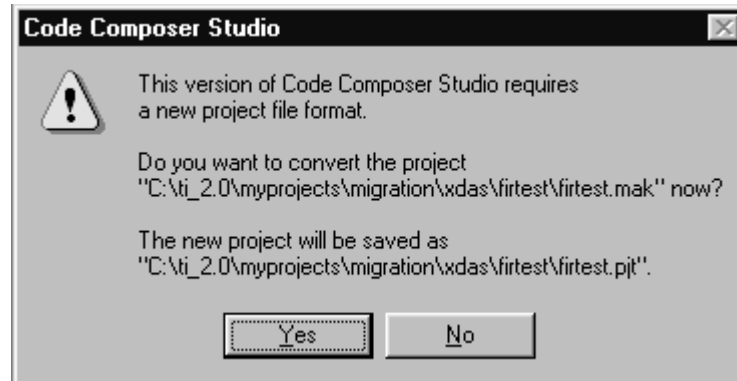 Code Composer Studio
This version of Code Composer Studio requires
a new project file format.
Do you want to convert the project
"C:\ti_2.0\myprojects\migration\xdas\firtest\firtest.mak" now?
The new project will be saved as
"C:\ti_2.0\myprojects\migration\xdas\firtest\firtest.pjt".
Yes No